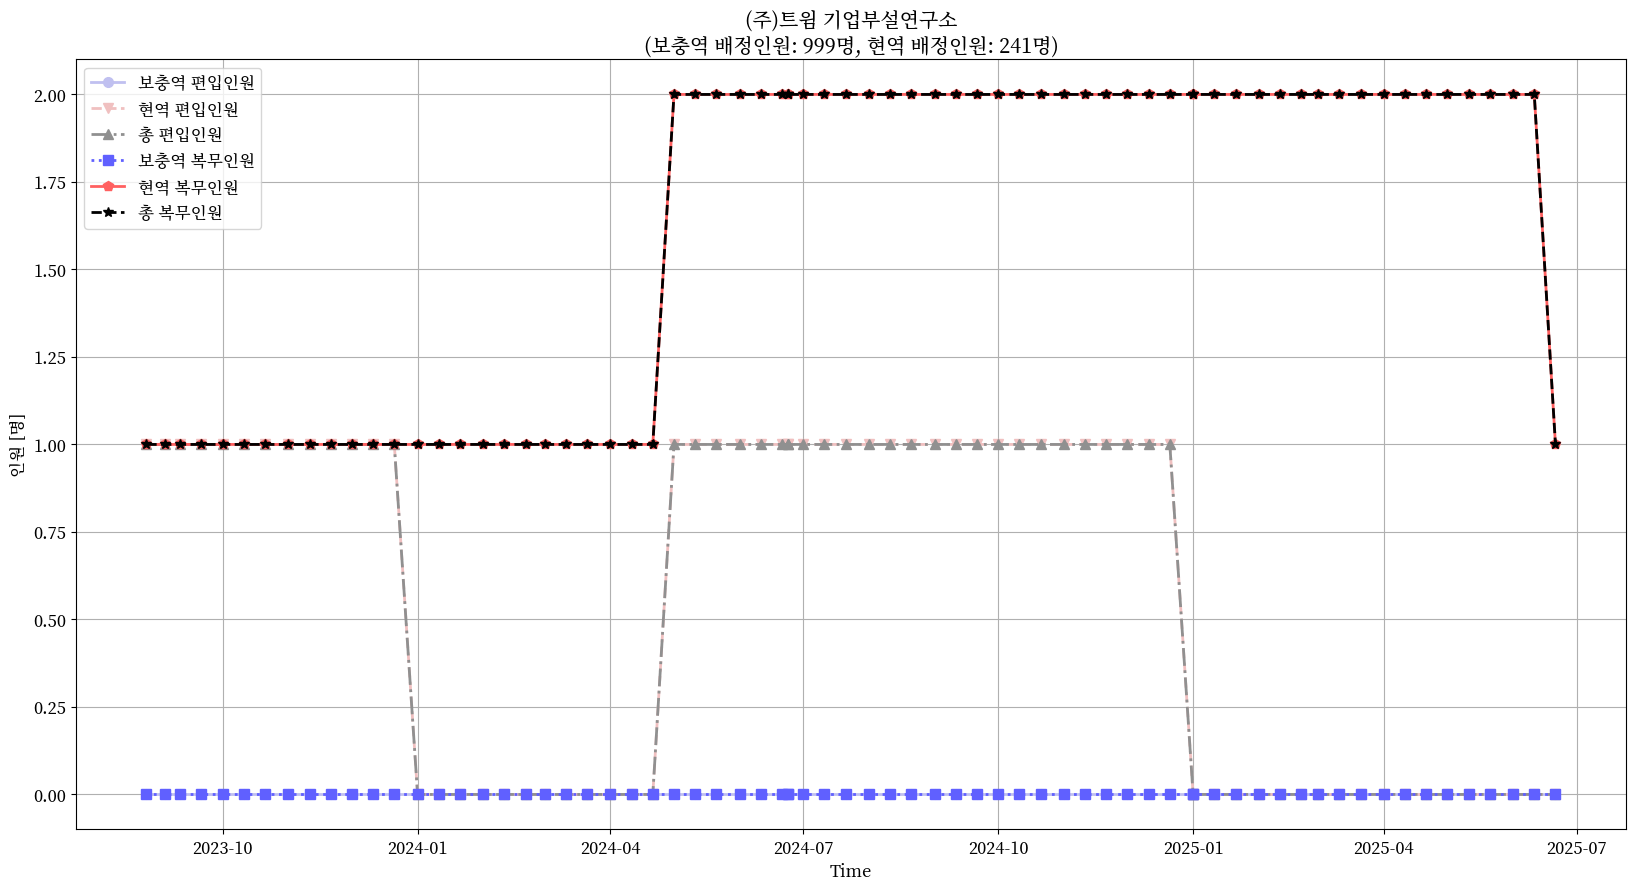 (주)트윔 기업부설연구소
(보충역 배정인원: 999명, 현역 배정인원: 241명)
보충역 편입인원
현역 편입인원
총 편입인원
보충역 복무인원
현역 복무인원
총 복무인원
인원 [명]
2.00
1.75
1.50
1.25
1.00
0.75
0.50
0.25
0.00
2023-10
2024-01
2024-04
2024-07
2024-10
2025-01
2025-04
2025-07
Time